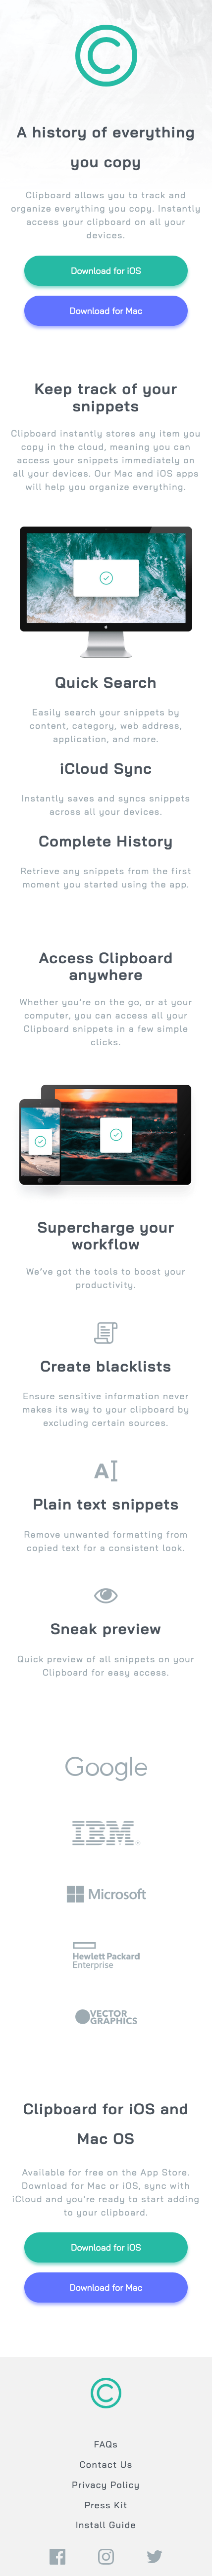 A history of everything
you copy
Clipboard allows you to track and
organize everything you copy. Instantly
access your clipboard on all your
devices.
Download for iOS
Download for Mac
Keep track of your
snippets
Clipboard instantly stores any item you
copy in the cloud, meaning you can
access your snippets immediately on
all your devices. Our Mac and iOS apps
will help you organize everything.
Quick Search
Easily search your snippets by
content, category, web address,
application, and more.
iCloud Sync
Instantly saves and syncs snippets
across all your devices.
Complete History
Retrieve any snippets from the first
moment you started using the app.
Access Clipboard
anywhere
Whether you're on the go, or at your
computer, you can access all your
Clipboard snippets in a few simple
clicks.
Supercharge your
workflow
We've got the tools to boost your
productivity.
Create blacklists
Ensure sensitive information never
makes its way to your clipboard by
excluding certain sources.
A
Plain text snippets
Remove unwanted formatting from
copied text for a consistent look.
Sneak preview
Quick preview of all snippets on your
Clipboard for easy access.
Google
IBM
Microsoft
Hewlett Packard
Enterprise
VECTOR
GRAPHICS
Clipboard for iOS and
Mac OS
Available for free on the App Store.
Download for Mac or iOS, sync with
iCloud and you're ready to start adding
to your clipboard.
Download for iOS
Download for Mac
FAQs
Contact Us
Privacy Policy
Press Kit
Install Guide